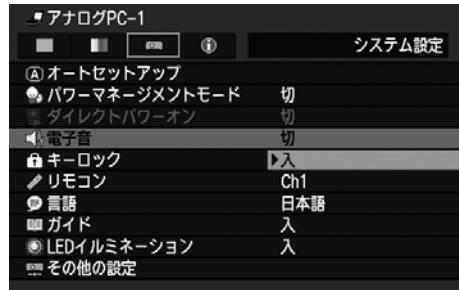 アナログPC-1
システム設定
オートセットアップ
パワーマネージメントモード 切
ダイレクトパワーオン 切
電子音 切
キーロック ▶入
リモコン Ch1
言語 日本語
ガイド 入
LEDイルミネーション 入
その他の設定